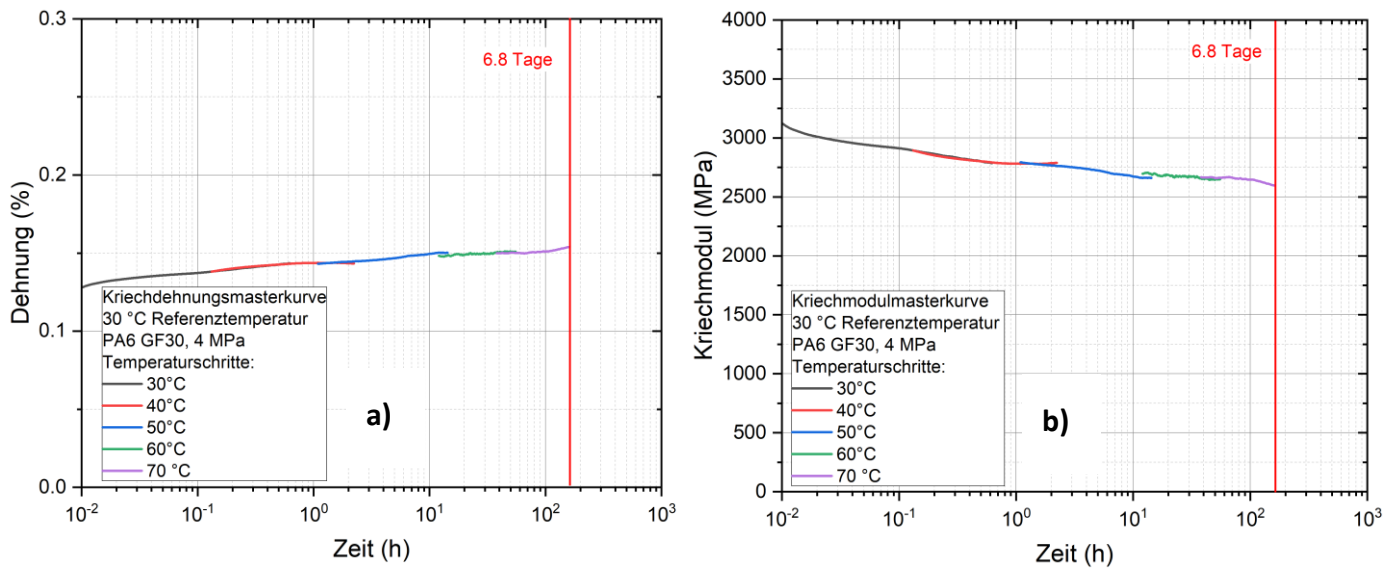 0.3
0.2
0.1
0.0
Dehnung (%)
6.8 Tage
Kriechdehnungsmasterkurve
30 °C Referenztemperatur
PA6 GF30, 4 MPa
Temperaturschritte:
30°C
40°C
50°C
60°C
70 °C
a)
10⁻² 10⁻¹ 10⁰ 10¹ 10² 10³
Zeit (h)
4000
3500
3000
2500
2000
1500
1000
500
0
Kriechmodul (MPa)
6.8 Tage
Kriechmodulmasterkurve
30 °C Referenztemperatur
PA6 GF30, 4 MPa
Temperaturschritte:
30°C
40°C
50°C
60°C
70 °C
b)
10⁻² 10⁻¹ 10⁰ 10¹ 10² 10³
Zeit (h)